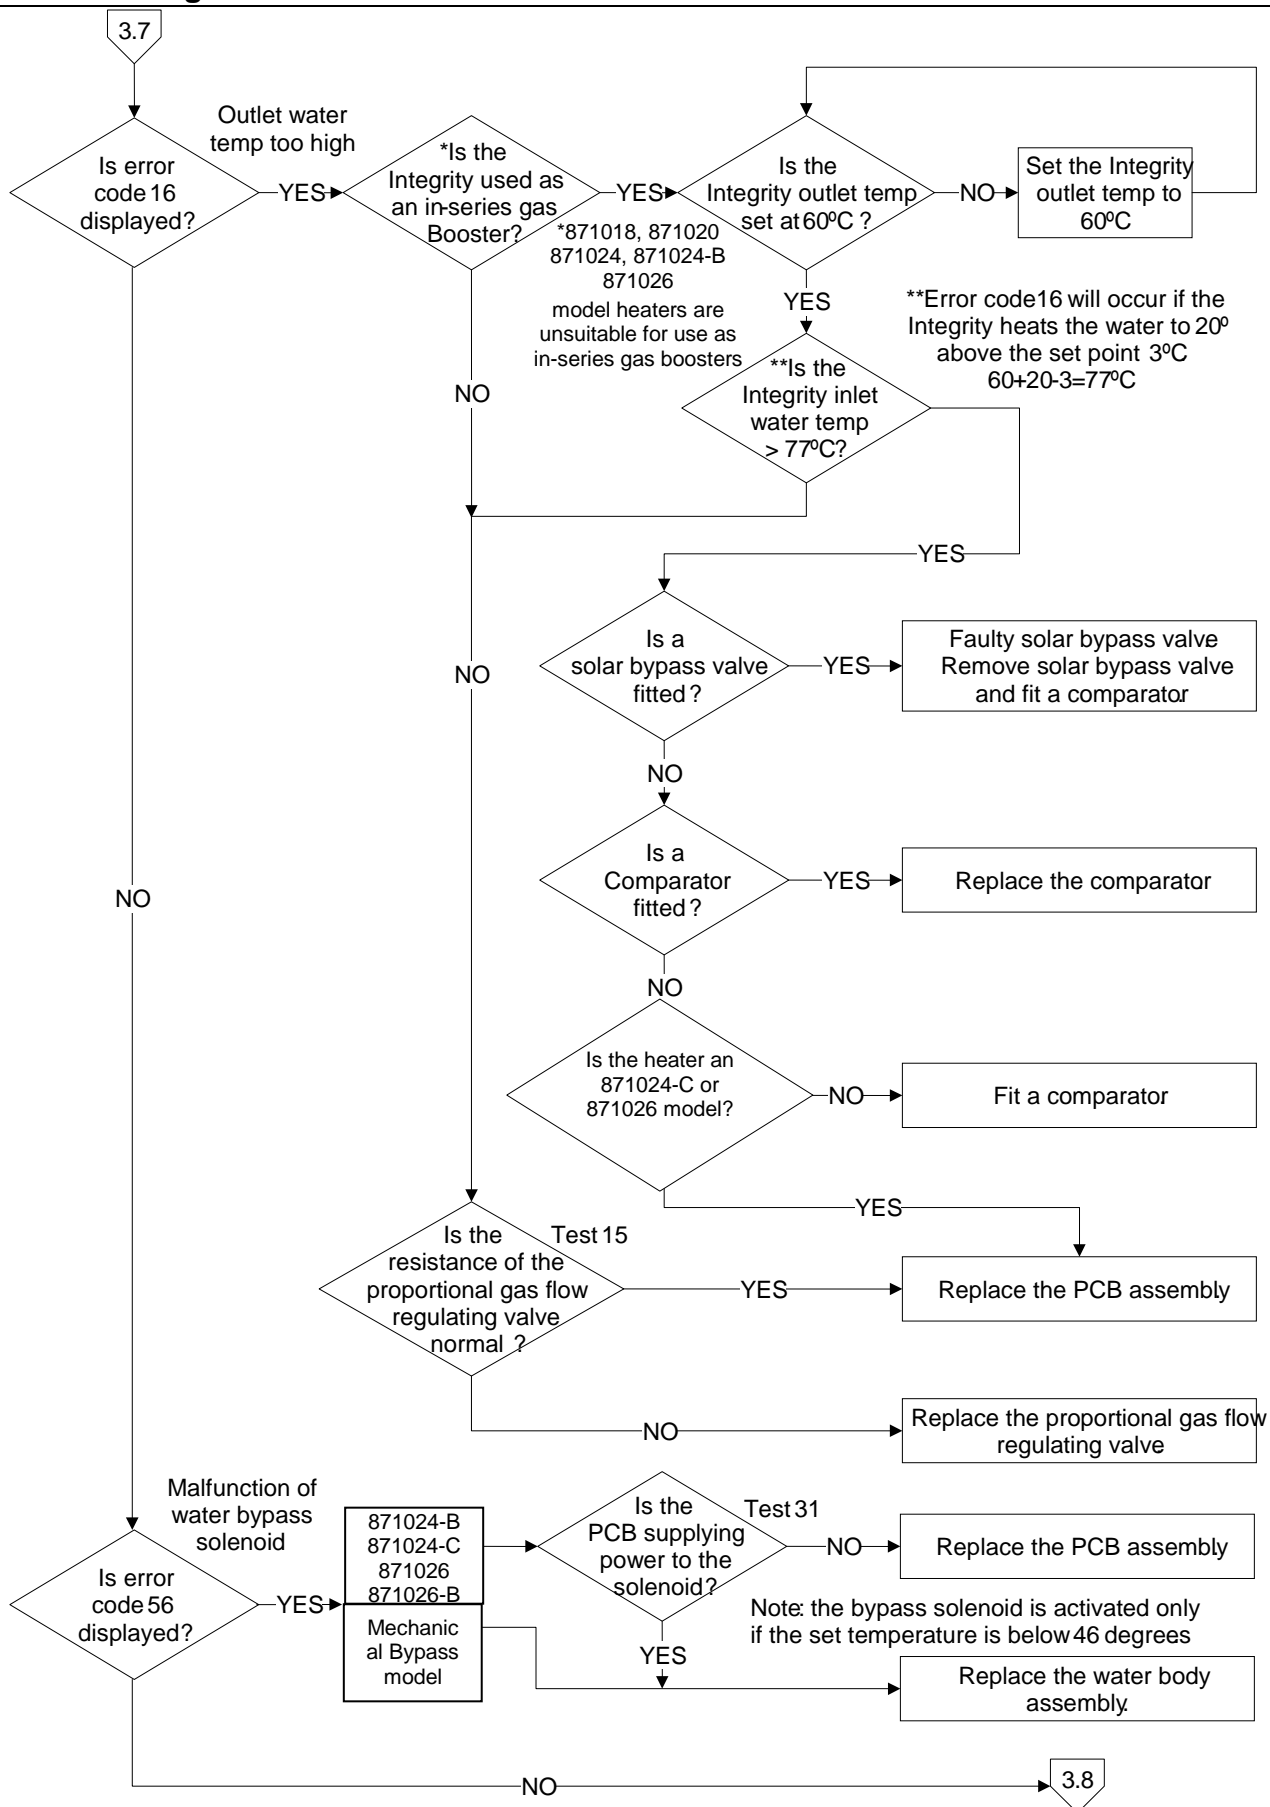 3.7
Outlet water
temp too high
Is error
code 16
displayed?
YES
*Is the
Integrity used as
an in-series gas
Booster?
YES
*871018, 871020
871024, 871024-B
871026
model heaters are
unsuitable for use as
in-series gas boosters
Is the
Integrity outlet temp
set at 60ºC ?
NO
Set the Integrity
outlet temp to
60ºC
YES
**Error code 16 will occur if the
Integrity heats the water to 20º
above the set point 3ºC
60+20-3=77ºC
**Is the
Integrity inlet
water temp
> 77ºC?
NO
YES
NO
Is a
solar bypass valve
fitted ?
YES
Faulty solar bypass valve.
Remove solar bypass valve
and fit a comparator.
NO
Is a
Comparator
fitted ?
YES
Replace the comparator.
NO
NO
Is the heater an
871024-C or
871026 model?
NO
Fit a comparator.
YES
Is the
resistance of the
proportional gas flow
regulating valve
normal ?
Test 15
YES
Replace the PCB assembly.
NO
Replace the proportional gas flow
regulating valve.
Malfunction of
water bypass
solenoid
Is error
code 56
displayed?
YES
871024-B
871024-C
871026
871026-B
Mechanic
al Bypass
model
Is the
PCB supplying
power to the
solenoid?
Test 31
NO
Replace the PCB assembly.
Note: the bypass solenoid is activated only
if the set temperature is below 46 degrees.
YES
Replace the water body
assembly.
NO
3.8